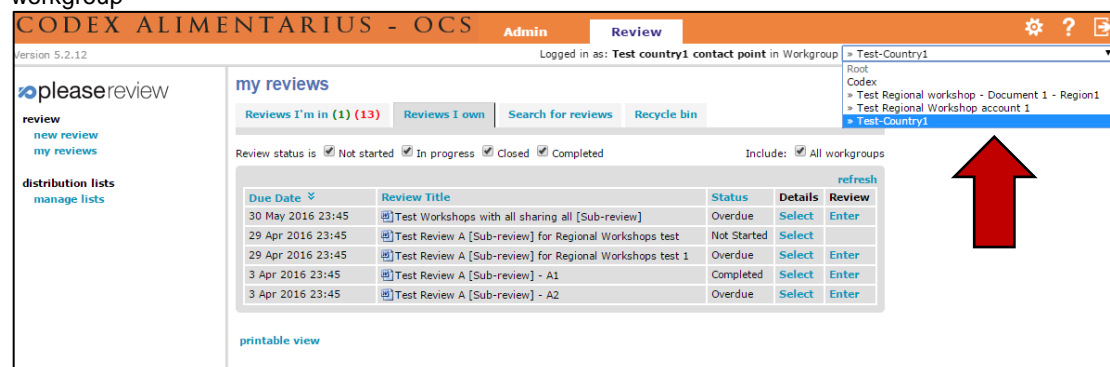 workgroup
CODEX ALIMENTARIUS - OCS Admin Review ?
Version 5.2.12 Logged in as: Test country1 contact point in Workgroup » Test-Country1
Root
Codex
» Test Regional workshop - Document 1 - Region1
» Test Regional Workshop account 1
» Test-Country1
pleasereview
review
new review
my reviews
distribution lists
manage lists
my reviews
Reviews I'm in (1) (13) Reviews I own Search for reviews Recycle bin
Review status is Not started In progress Closed Completed Include: All workgroups
refresh
Due Date Review Title Status Details Review
30 May 2016 23:45 Test Workshops with all sharing all [Sub-review] Overdue Select Enter
29 Apr 2016 23:45 Test Review A [Sub-review] for Regional Workshops test Not Started Select
29 Apr 2016 23:45 Test Review A [Sub-review] for Regional Workshops test 1 Overdue Select Enter
3 Apr 2016 23:45 Test Review A [Sub-review] - A1 Completed Select Enter
3 Apr 2016 23:45 Test Review A [Sub-review] - A2 Overdue Select Enter
printable view